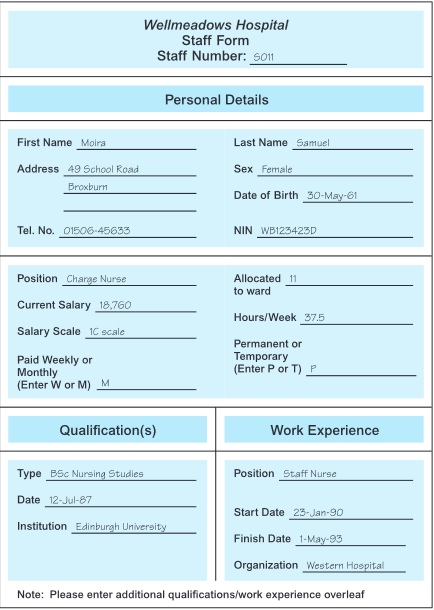 Wellmeadows Hospital
Staff Form
Staff Number: S011
Personal Details
First Name Moira
Last Name Samuel
Address 49 School Road
Broxburn
Sex Female
Date of Birth 30-May-61
Tel. No. 01506-45633
NIN WB123423D
Position Charge Nurse
Allocated to ward 11
Current Salary 18,760
Hours/Week 37.5
Salary Scale 1C scale
Permanent or
Temporary
(Enter P or T) P
Paid Weekly or
Monthly
(Enter W or M) M
Qualification(s)
Type BSc Nursing Studies
Date 12-Jul-87
Institution Edinburgh University
Work Experience
Position Staff Nurse
Start Date 23-Jan-90
Finish Date 1-May-93
Organization Western Hospital
Note: Please enter additional qualifications/work experience overleaf